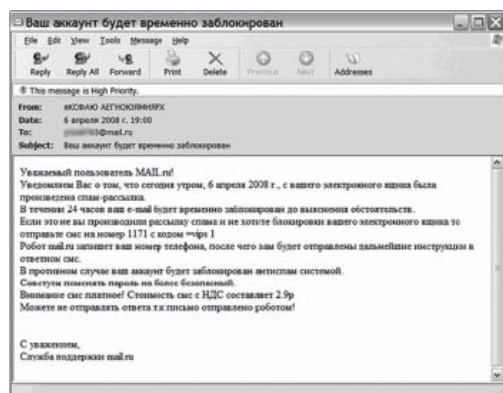 Ваш аккаунт будет временно заблокирован
File Edit View Tools Message Help
Reply Reply All Forward Print Delete Previous Next Addresses
This message is High Priority.
From:
Date: 6 апреля 2008 г. 19:00
To: @mail.ru
Subject: Ваш аккаунт будет временно заблокирован
Уважаемый пользователь MAIL.ru!
Уведомляем Вас о том, что сегодня утром, 6 апреля 2008 г., с вашего электронного ящика была
произведена спам-рассылка.
В течении 24 часов ваш e-mail будет временно заблокирован до выяснения обстоятельств.
Если это не вы производили рассылку спама и не хотите блокировки вашего электронного ящика то
отправьте смс на номер 1171 с кодом =vips 1
Робот mail.ru запишет ваш номер телефона, после чего вам будет отправлены дальнейшие инструкции в
ответном смс.
В противном случае ваш аккаунт будет заблокирован антиспам системой.
Советуем поменять пароль на более безопасный.
Внимание смс платное! Стоимость смс с НДС составляет 2.9р
Можете не отправлять ответа т.к письмо отправлено роботом!
С уважением,
Служба поддержки mail.ru